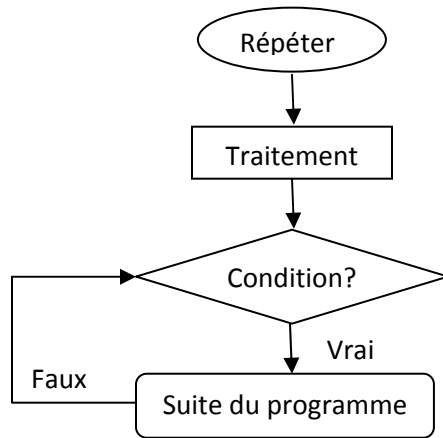 Répéter
Traitement
Condition?
Vrai
Faux
Suite du programme